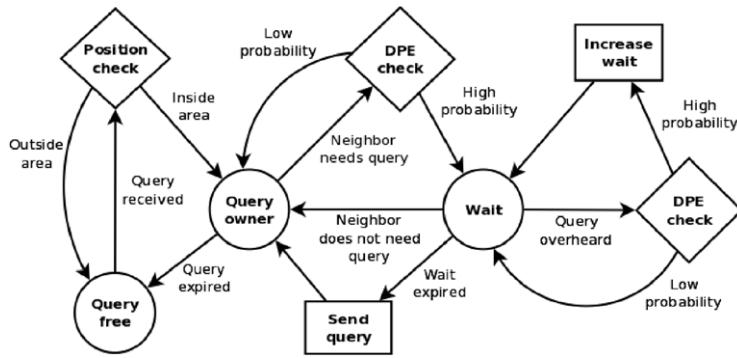 Position
check
Low
probability
DPE
check
Increase
wait
Inside
area
High
probability
High
probability
Outside
area
Neighbor
needs query
Query
received
Query
owner
Neighbor
does not need
query
Wait
Query
overheard
DPE
check
Query
expired
Wait
expired
Low
probability
Query
free
Send
query